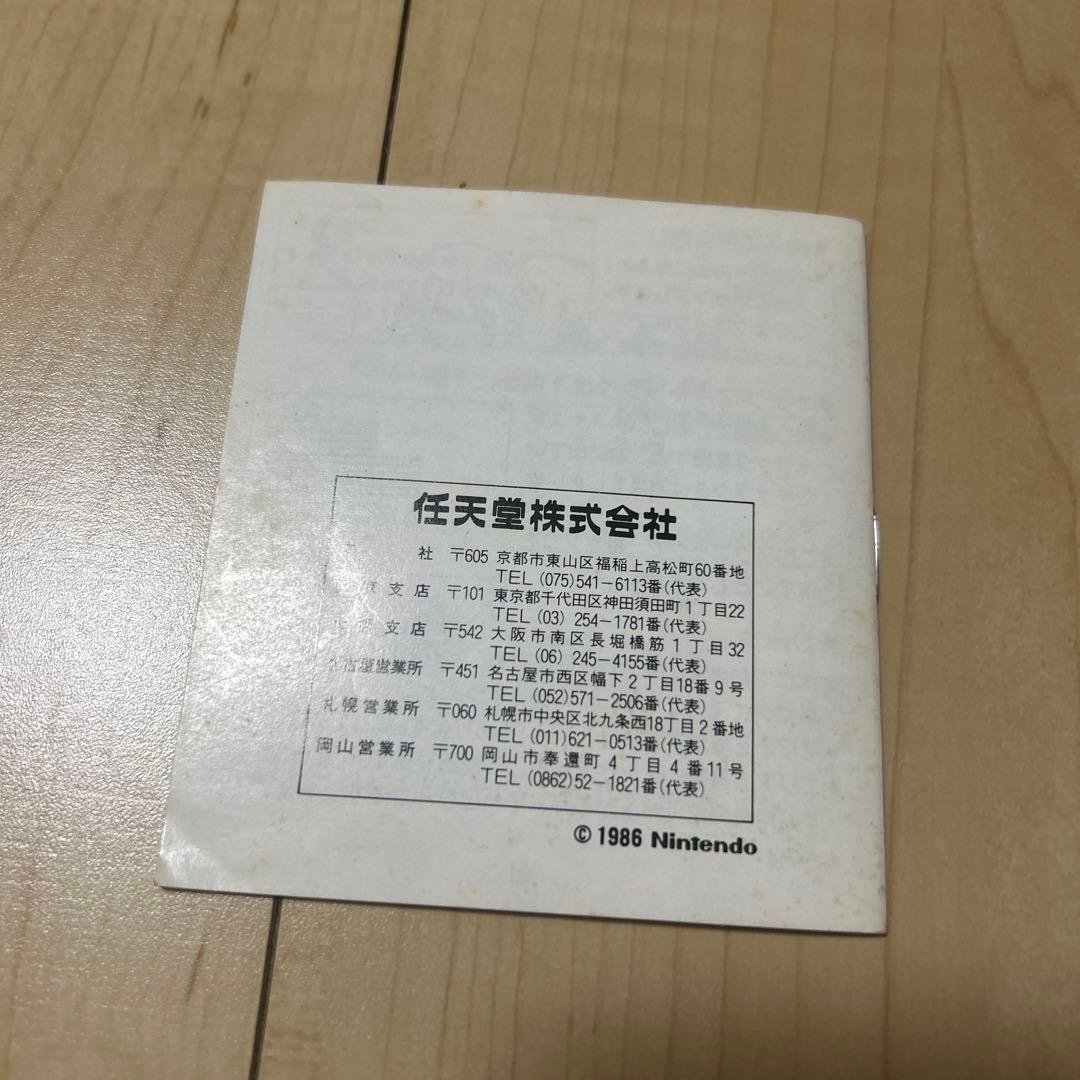 任天堂株式会社
社 〒605 京都市東山区福稲上高松町60番地
TEL (075)541-6113番(代表)
支店 〒101 東京都千代田区神田須田町1丁目22
TEL (03) 254-1781番(代表)
支店 〒542 大阪市南区長堀橋筋1丁目32
TEL (06) 245-4155番(代表)
名古屋営業所 〒451 名古屋市西区幅下2丁目18番9号
TEL (052)571-2506番(代表)
札幌営業所 〒060 札幌市中央区北九条西18丁目2番地
TEL (011)621-0513番(代表)
岡山営業所 〒700 岡山市奉還町4丁目4番11号
TEL (0862)52-1821番(代表)
© 1986 Nintendo